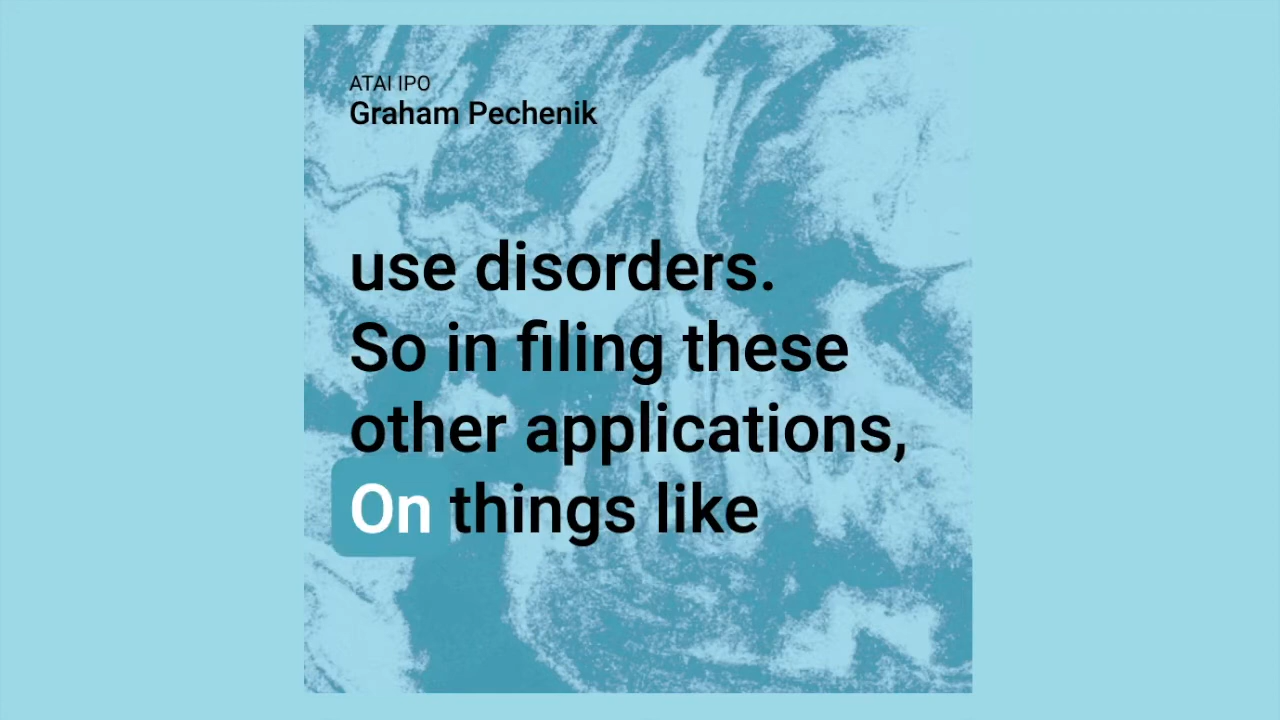 ATAI IPO
Graham Pechenik
use disorders.
So in filing these
other applications,
On things like